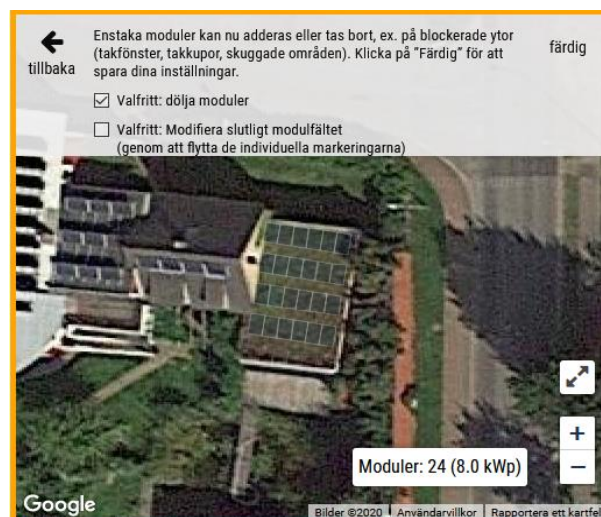 Enstaka moduler kan nu adderas eller tas bort, ex. på blockerade ytor
(takfönster, takkupor, skuggade områden). Klicka på "Färdig" för att
spara dina inställningar.
tillbaka
färdig
Valfritt: dölja moduler
Valfritt: Modifiera slutligt modulfältet
(genom att flytta de individuella markeringarna)
+
Moduler: 24 (8.0 kWp)
−
Google
Bilder ©2020 Användarvillkor Rapportera ett kartfel